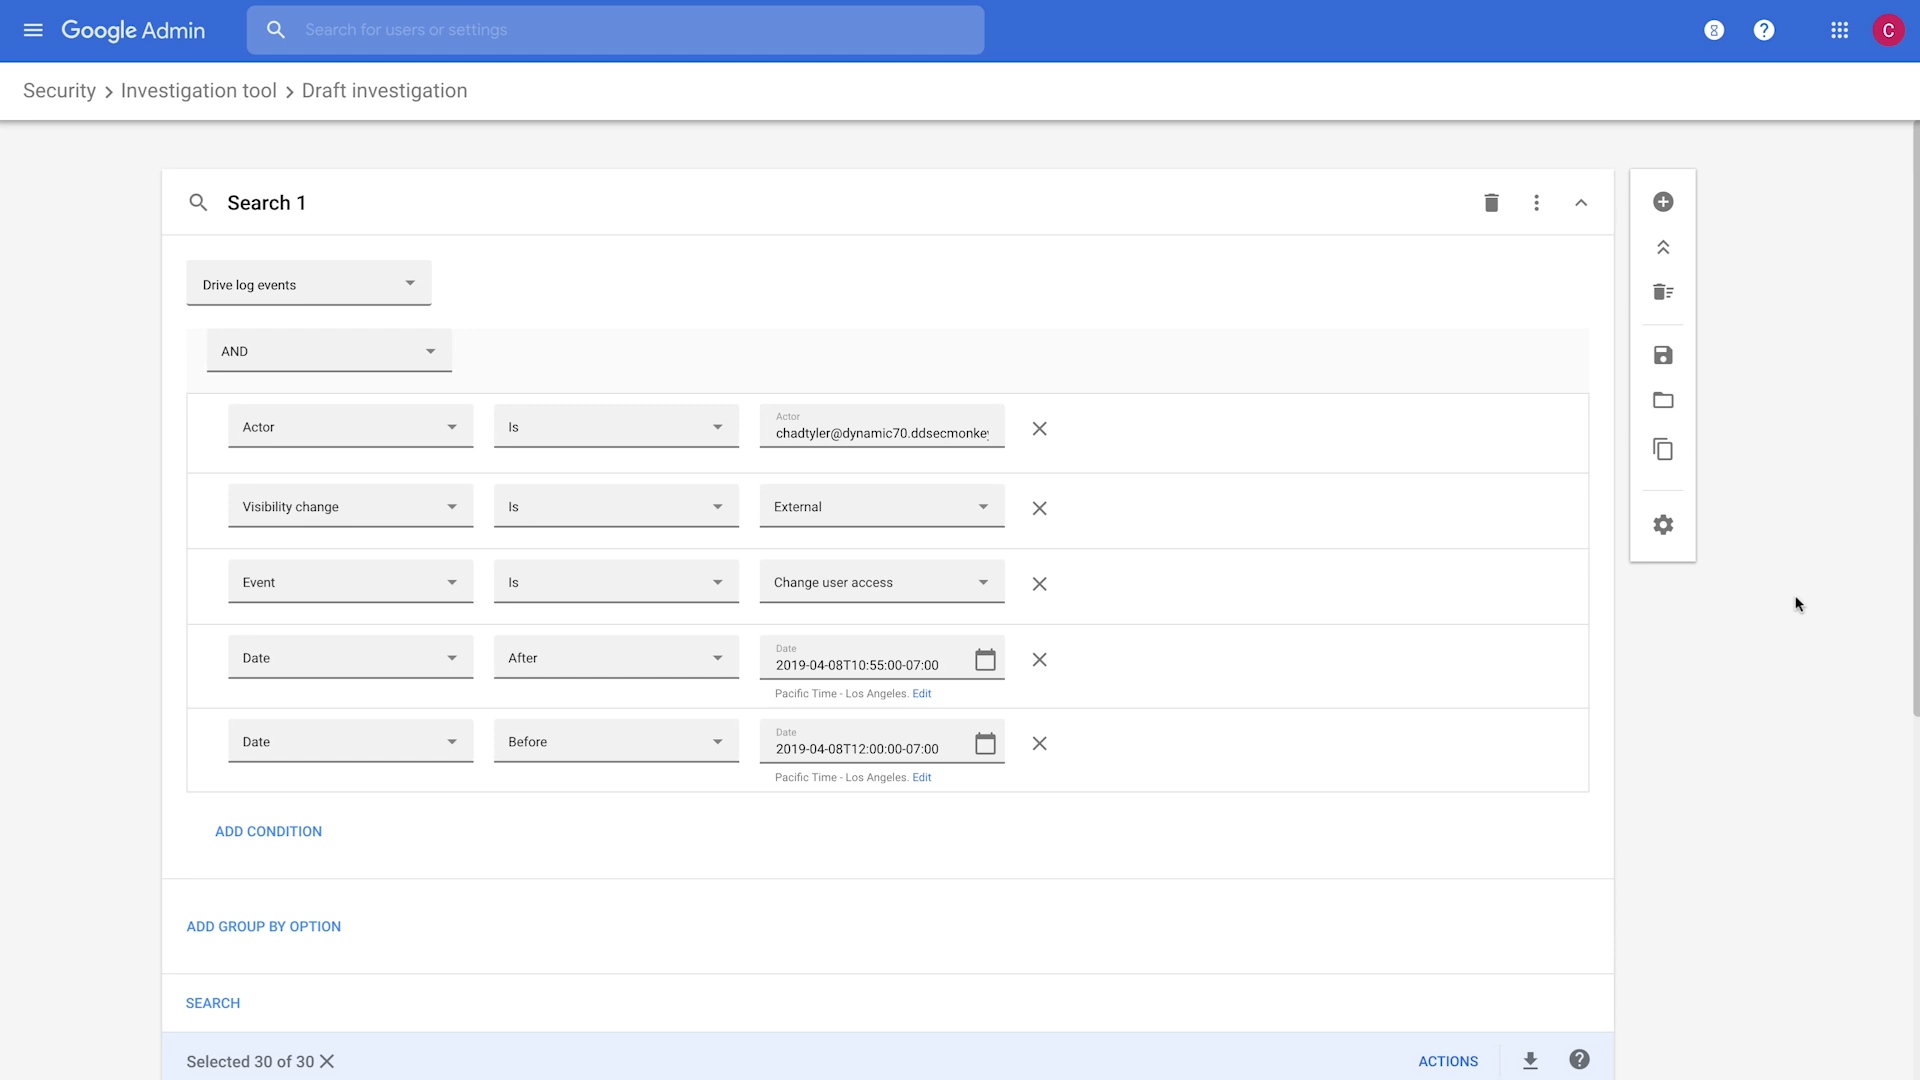 Google Admin
Search for users or settings
C
Security > Investigation tool > Draft investigation
Search 1
Drive log events
AND
Actor Is Actor
chadtyler@dynamic70.ddsecmonke
Visibility change Is External
Event Is Change user access
Date After Date
2019-04-08T10:55:00-07:00
Pacific Time - Los Angeles. Edit
Date Before Date
2019-04-08T12:00:00-07:00
Pacific Time - Los Angeles. Edit
ADD CONDITION
ADD GROUP BY OPTION
SEARCH
Selected 30 of 30 ACTIONS